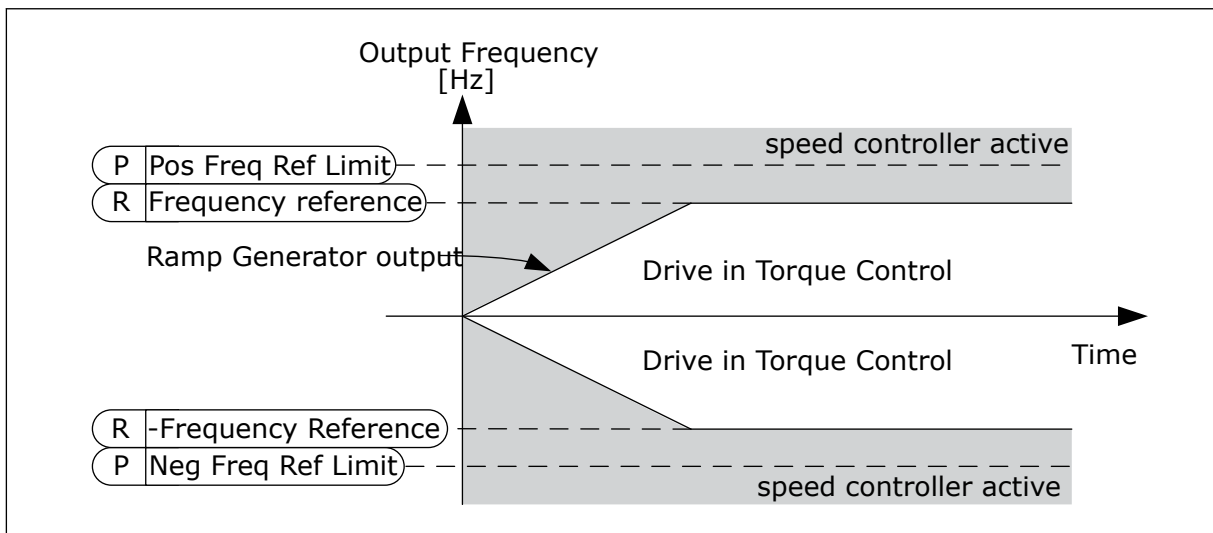 Output Frequency
[Hz]
speed controller active
P Pos Freq Ref Limit
R Frequency reference
Ramp Generator output
Drive in Torque Control
Time
Drive in Torque Control
R -Frequency Reference
P Neg Freq Ref Limit
speed controller active